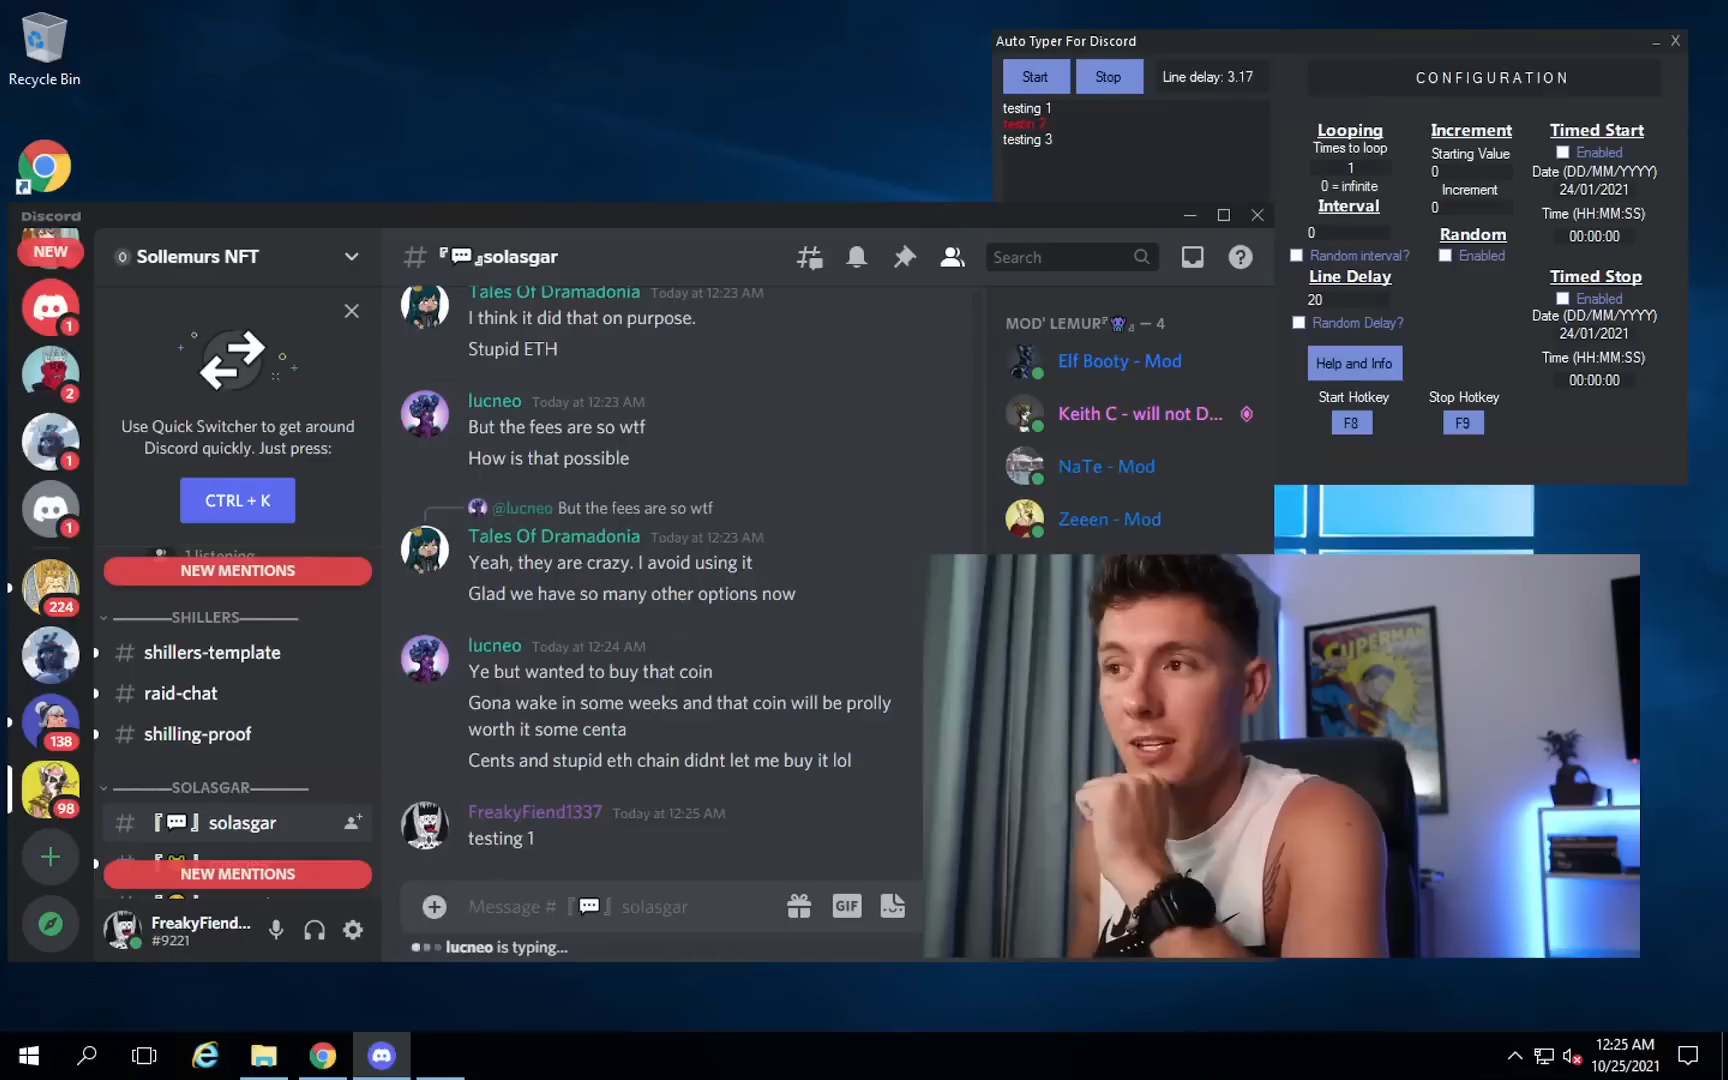 Recycle Bin
Auto Typer For Discord
Start
Stop
Line delay: 3.17
testing 1
testin 2
testing 3
CONFIGURATION
Looping
Times to loop
1
0 = infinite
Interval
0
Random interval?
Line Delay
20
Random Delay?
Help and Info
Start Hotkey
F8
Increment
Starting Value
0
Increment
0
Random
Enabled
Stop Hotkey
F9
Timed Start
Enabled
Date (DD/MM/YYYY)
24/01/2021
Time (HH:MM:SS)
00:00:00
Timed Stop
Enabled
Date (DD/MM/YYYY)
24/01/2021
Time (HH:MM:SS)
00:00:00
Discord
NEW
1
2
1
1
224
138
98
Sollemurs NFT
Use Quick Switcher to get around
Discord quickly. Just press:
CTRL + K
1 listening
NEW MENTIONS
SHILLERS
# shillers-template
# raid-chat
# shilling-proof
SOLASGAR
# 『💬』 solasgar
NEW MENTIONS
FreakyFiend...
#9221
# 『💬』solasgar
Search
Tales Of Dramadonia Today at 12:23 AM
I think it did that on purpose.
Stupid ETH
lucneo Today at 12:23 AM
But the fees are so wtf
How is that possible
@lucneo But the fees are so wtf
Tales Of Dramadonia Today at 12:23 AM
Yeah, they are crazy. I avoid using it
Glad we have so many other options now
lucneo Today at 12:24 AM
Ye but wanted to buy that coin
Gona wake in some weeks and that coin will be prolly
worth it some centa
Cents and stupid eth chain didnt let me buy it lol
FreakyFiend1337 Today at 12:25 AM
testing 1
Message # 『💬』 solasgar
GIF
lucneo is typing...
MOD' LEMUR『👾』 — 4
Elf Booty - Mod
Keith C - will not D...
NaTe - Mod
Zeeen - Mod
SUPERMAN
12:25 AM
10/25/2021